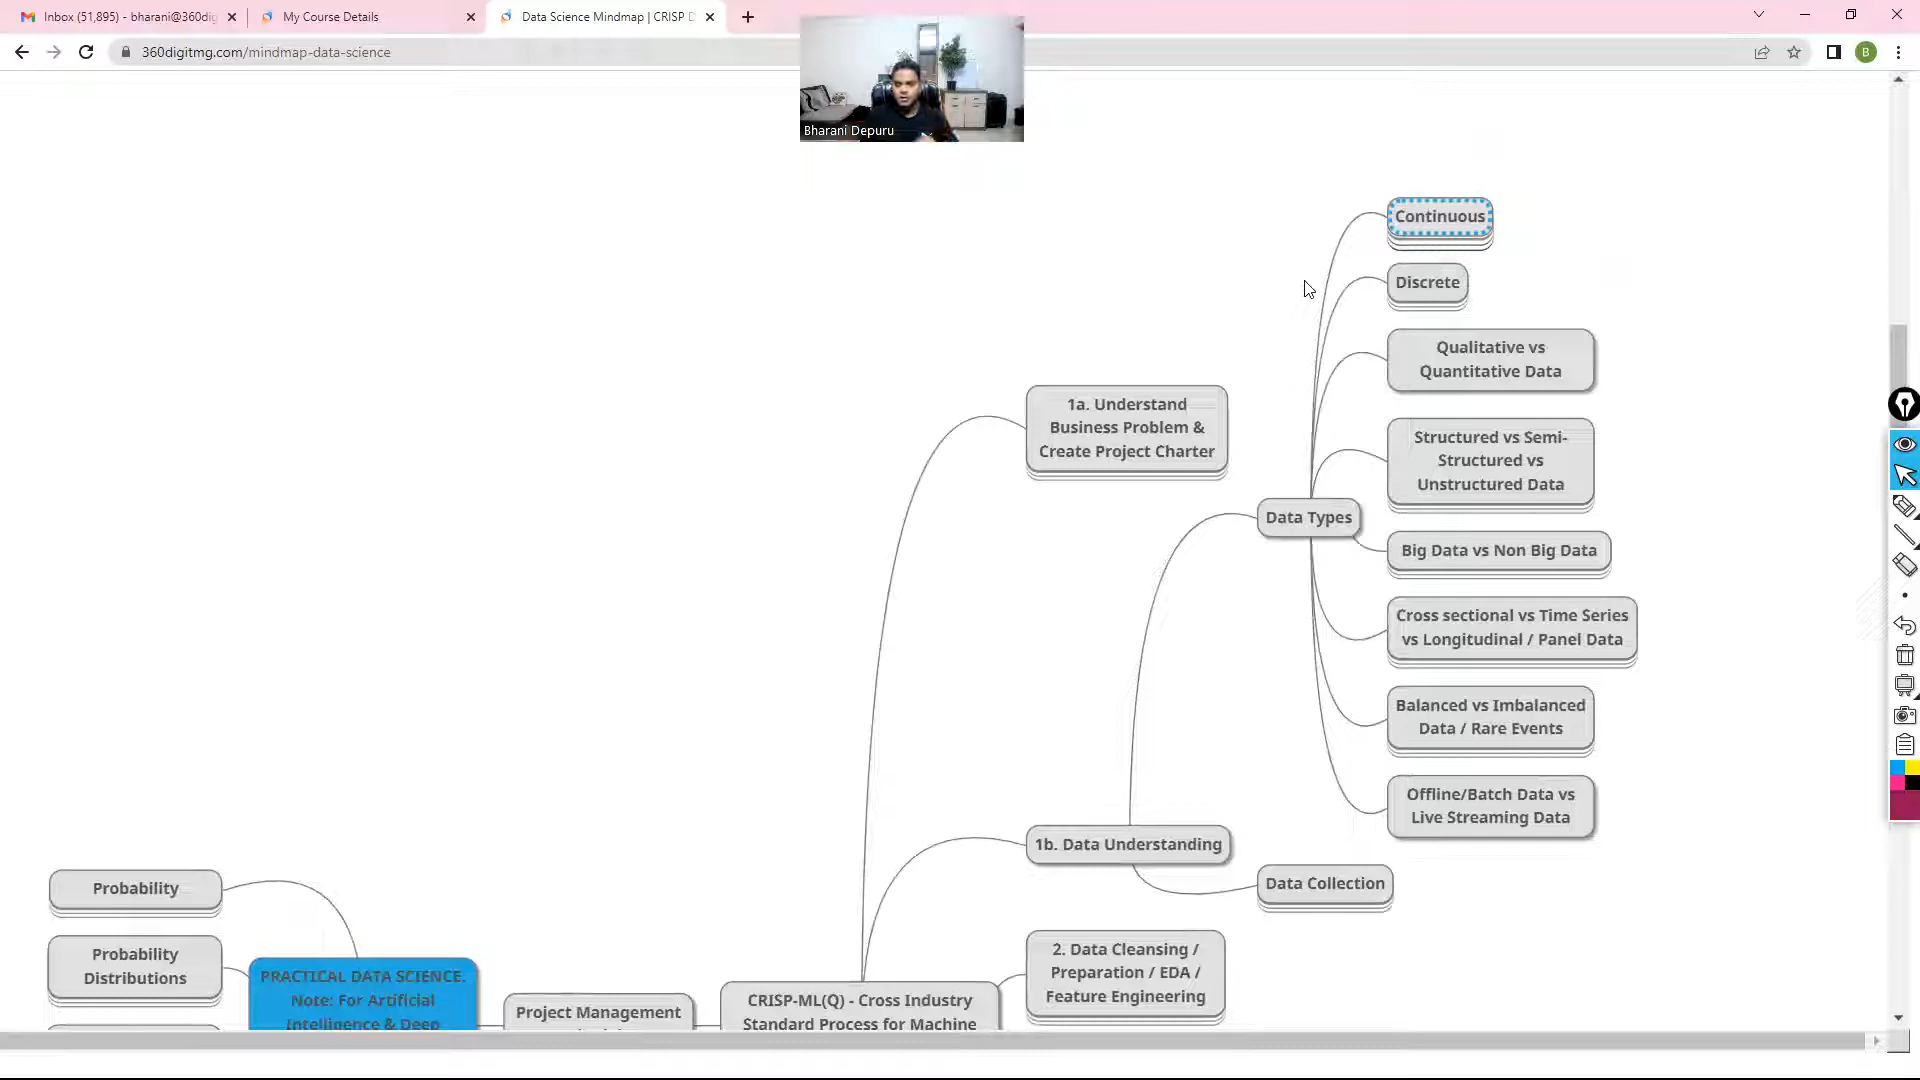 Inbox (51,895) - bharani@360dig
My Course Details
Data Science Mindmap | CRISP D
360digitmg.com/mindmap-data-science
B
Bharani Depuru
Continuous
Discrete
Qualitative vs
Quantitative Data
1a. Understand
Business Problem &
Create Project Charter
Structured vs Semi-
Structured vs
Unstructured Data
Data Types
Big Data vs Non Big Data
Cross sectional vs Time Series
vs Longitudinal / Panel Data
Balanced vs Imbalanced
Data / Rare Events
Offline/Batch Data vs
Live Streaming Data
1b. Data Understanding
Data Collection
Probability
Probability
Distributions
2. Data Cleansing /
Preparation / EDA /
Feature Engineering
PRACTICAL DATA SCIENCE.
Note: For Artificial
Intelligence & Deep
Project Management
CRISP-ML(Q) - Cross Industry
Standard Process for Machine